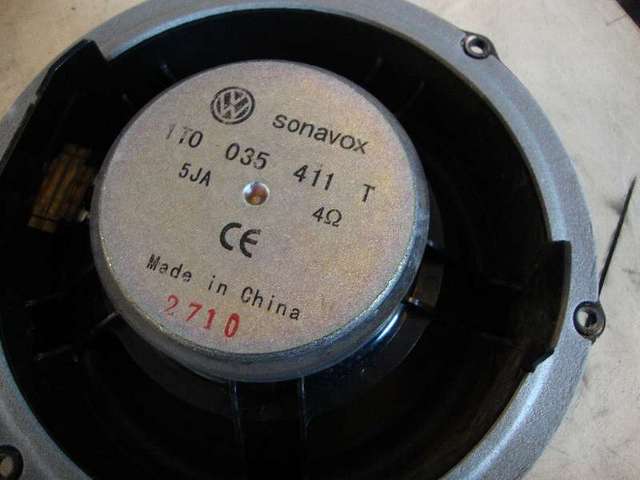 sonavox
1T0 035 411 T
5JA 4Ω
CE
Made in China
2710